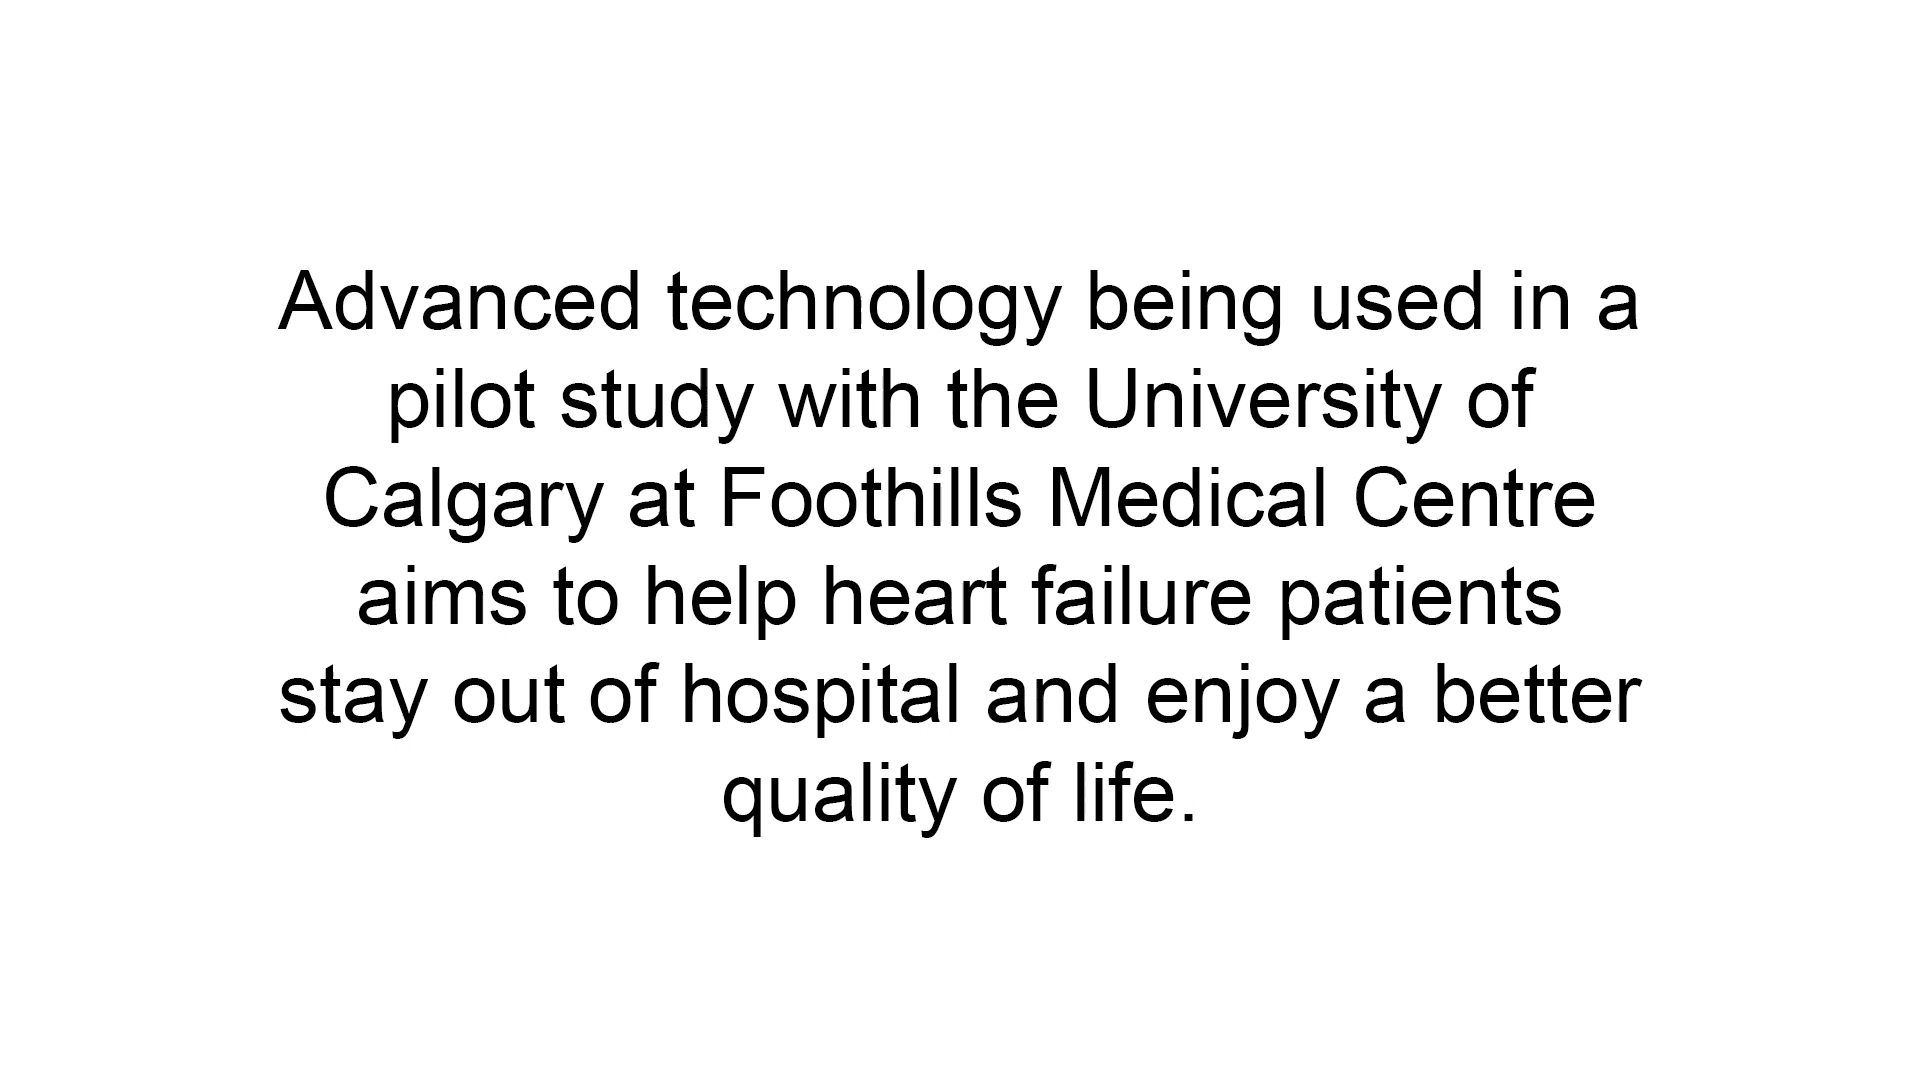 Advanced technology being used in a
pilot study with the University of
Calgary at Foothills Medical Centre
aims to help heart failure patients
stay out of hospital and enjoy a better
quality of life.